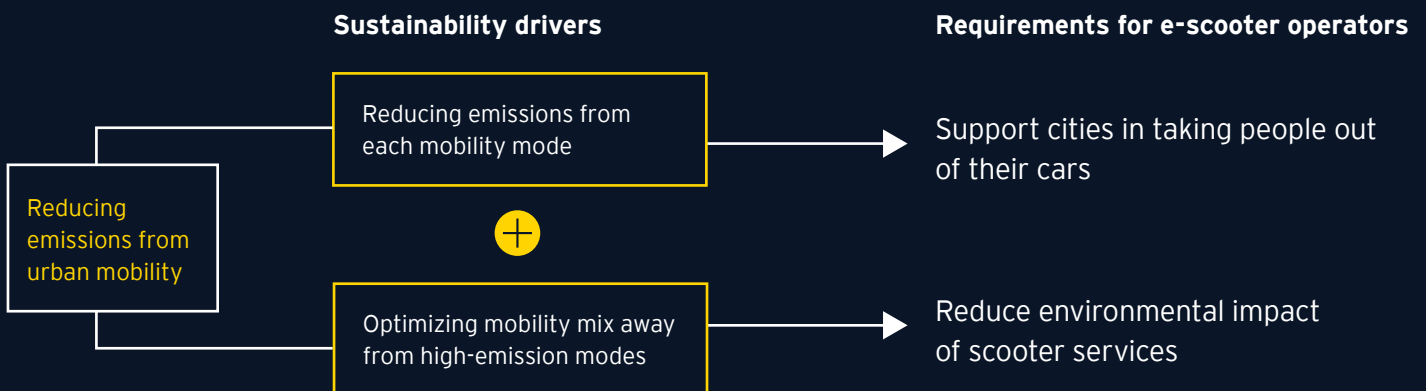 Sustainability drivers
Requirements for e-scooter operators
Reducing
emissions from
urban mobility
Reducing emissions from
each mobility mode
Support cities in taking people out
of their cars
Optimizing mobility mix away
from high-emission modes
Reduce environmental impact
of scooter services